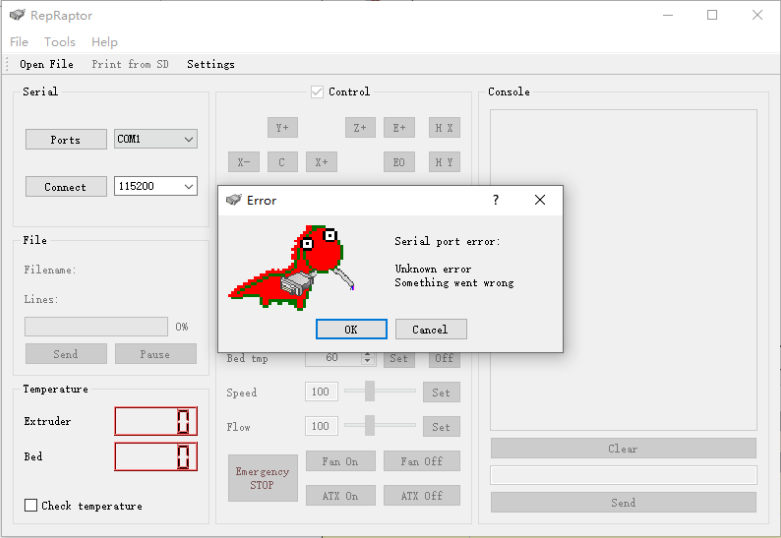 RepRaptor
File Tools Help
Open File Print from SD Settings
Serial
Control
Console
Y+ Z+ E+ H X
Ports COM1
X- C X+ E0 H Y
Connect 115200
Error ?
Serial port error:
Unknown error
Something went wrong
OK Cancel
File
Filename:
Lines:
0%
Send Pause
Bed tmp 60 Set Off
Temperature
Speed 100 Set
Extruder 0
Flow 100 Set
Bed 0
Clear
Emergency
STOP
Fan On Fan Off
ATX On ATX Off
Send
Check temperature